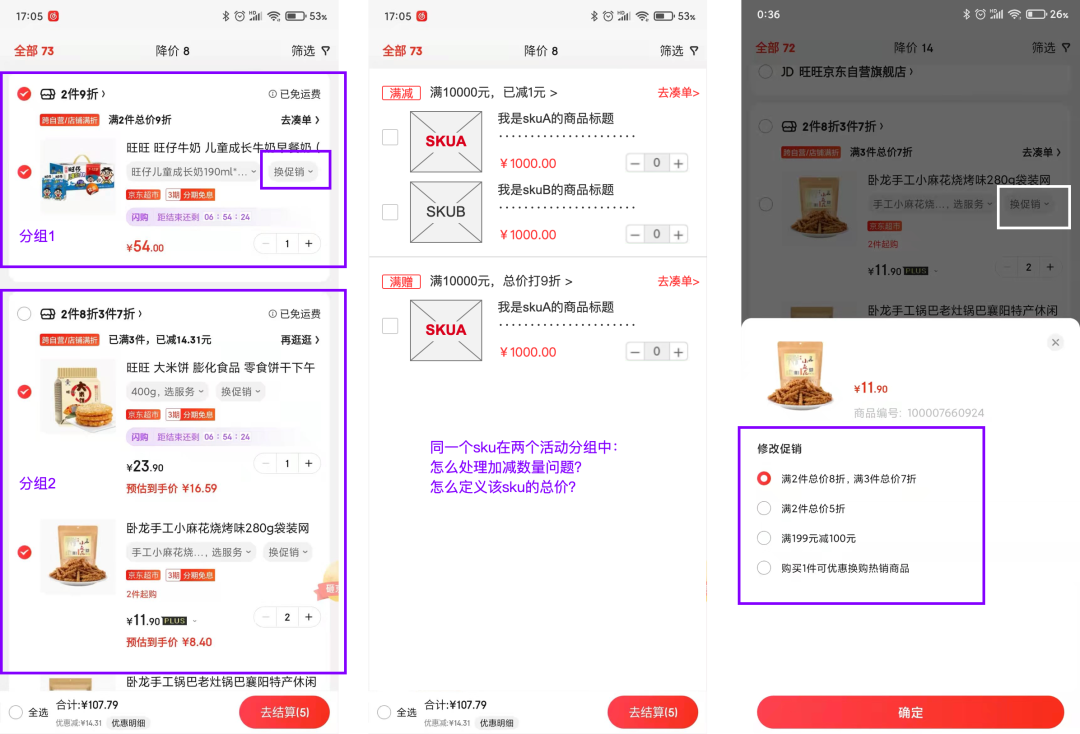 17:05
53%
全部 73
降价 8
筛选
2件9折 ›
已免运费
跨自营/店铺满折
满2件总价9折
去凑单 ›
旺旺 旺仔牛奶 儿童成长牛奶早餐奶 (
旺仔儿童成长奶190ml*...
换促销
京东超市
3期 分期免息
闪购 距结束还剩 06 : 54 : 24
分组1
¥54.00
1
2件8折3件7折 ›
已免运费
跨自营/店铺满折
已满3件，已减14.31元
再逛逛 ›
旺旺 大米饼 膨化食品 零食饼干下午
400g, 选服务
换促销
京东超市
3期 分期免息
闪购 距结束还剩 06 : 54 : 24
¥23.90
1
分组2
预估到手价 ¥16.59
卧龙手工小麻花烧烤味280g袋装网
手工小麻花烧..., 选服务
换促销
京东超市
3期 分期免息
2件起购
¥11.90 PLUS -
2
预估到手价 ¥8.40
卧龙手工锅巴老灶锅巴襄阳特产休闲
全选
合计:¥107.79
优惠减:¥14.31
优惠明细
去结算(5)
17:05
53%
全部 73
降价 8
筛选
满减
满10000元，已减1元 >
去凑单>
SKUA
我是skuA的商品标题
¥1000.00
0
SKUB
我是skuB的商品标题
¥1000.00
0
满赠
满10000元，总价打9折 >
去凑单>
SKUA
我是skuA的商品标题
¥1000.00
0
同一个sku在两个活动分组中：
怎么处理加减数量问题?
怎么定义该sku的总价?
全选
合计:¥107.79
优惠减:¥14.31
优惠明细
去结算(5)
0:36
26%
全部 72
降价 14
筛选
JD 旺旺京东自营旗舰店 ›
2件8折3件7折 ›
跨自营/店铺满折
满3件总价7折
去凑单 ›
卧龙手工小麻花烧烤味280g袋装网
手工小麻花烧..., 选服务
换促销
京东超市
2件起购
¥11.90 PLUS -
2
卧龙手工锅巴老灶锅巴襄阳特产休闲
¥11.90
商品编号: 100007660924
修改促销
满2件总价8折, 满3件总价7折
满2件总价5折
满199元减100元
购买1件可优惠换购热销商品
确定